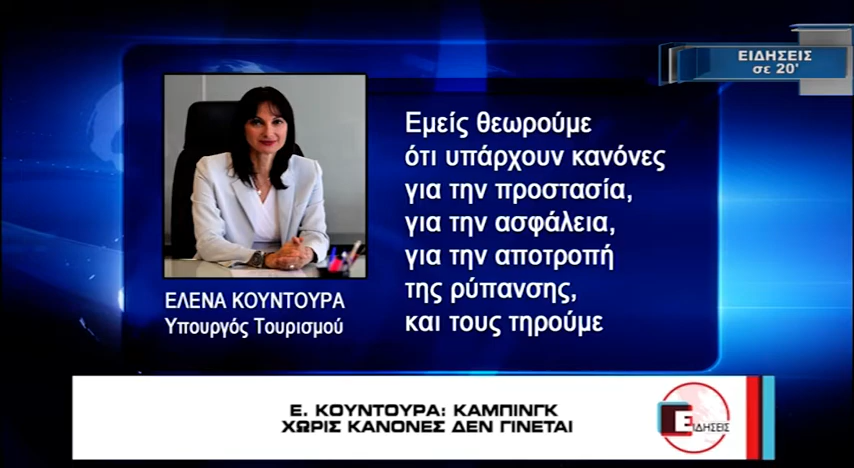 ΕΙΔΗΣΕΙΣ
σε 20'
Εμείς θεωρούμε
ότι υπάρχουν κανόνες
για την προστασία,
για την ασφάλεια,
για την αποτροπή
της ρύπανσης,
και τους τηρούμε
ΕΛΕΝΑ ΚΟΥΝΤΟΥΡΑ
Υπουργός Τουρισμού
Ε. ΚΟΥΝΤΟΥΡΑ: ΚΑΜΠΙΝΓΚ
ΧΩΡΙΣ ΚΑΝΟΝΕΣ ΔΕΝ ΓΙΝΕΤΑΙ
ΕΙΔΗΣΕΙΣ